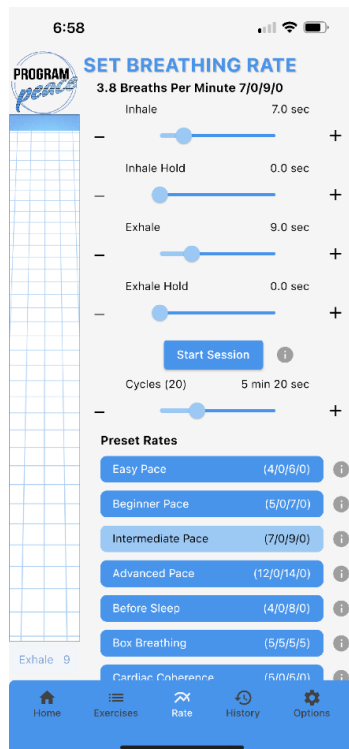 6:58
PROGRAM
peace
SET BREATHING RATE
3.8 Breaths Per Minute 7/0/9/0
Inhale 7.0 sec
– +
Inhale Hold 0.0 sec
– +
Exhale 9.0 sec
– +
Exhale Hold 0.0 sec
– +
Start Session i
Cycles (20) 5 min 20 sec
– +
Preset Rates
Easy Pace (4/0/6/0) i
Beginner Pace (5/0/7/0) i
Intermediate Pace (7/0/9/0) i
Advanced Pace (12/0/14/0) i
Before Sleep (4/0/8/0) i
Box Breathing (5/5/5/5) i
Cardiac Coherence (5/0/5/0) i
Exhale 9
Home Exercises Rate History Options